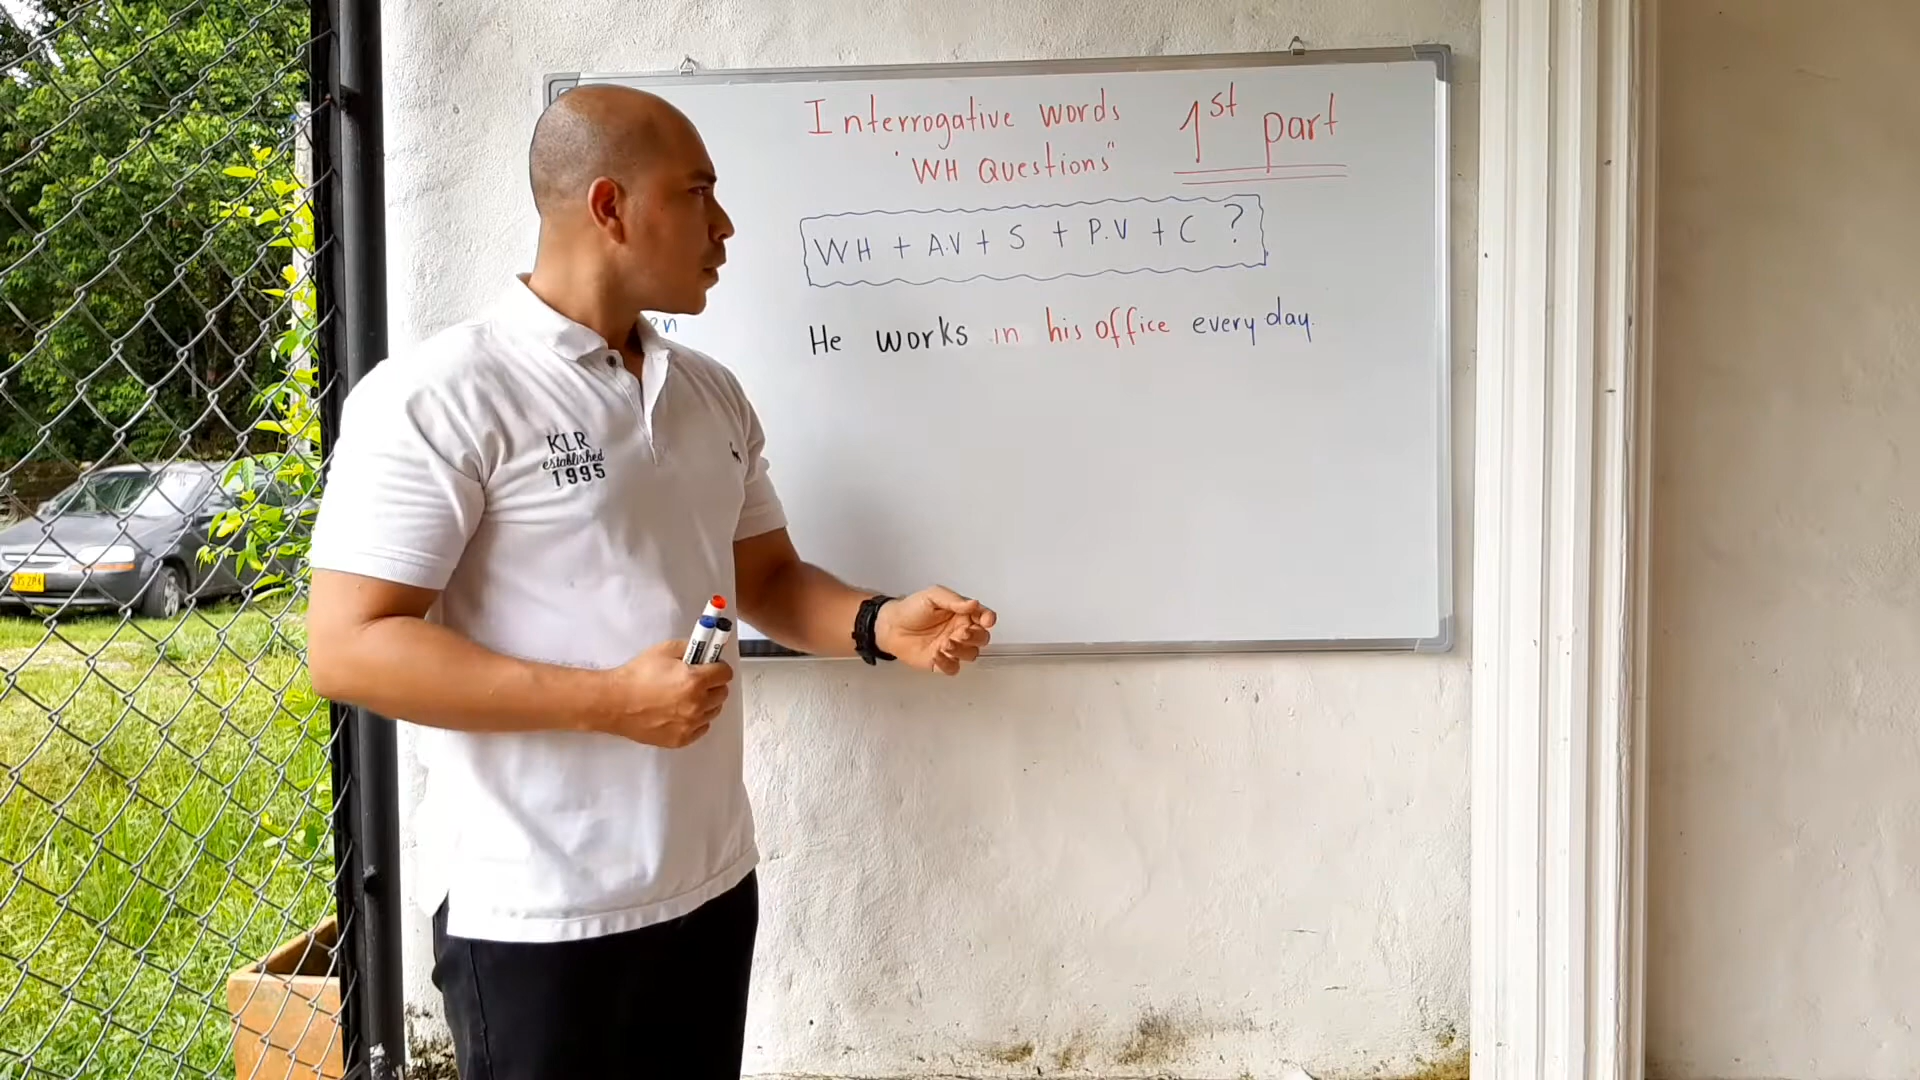 Interrogative words
"WH Questions"
1st part
WH + A.V + S + P.V + C ?
He works in his office every day.
KLR
established
1995